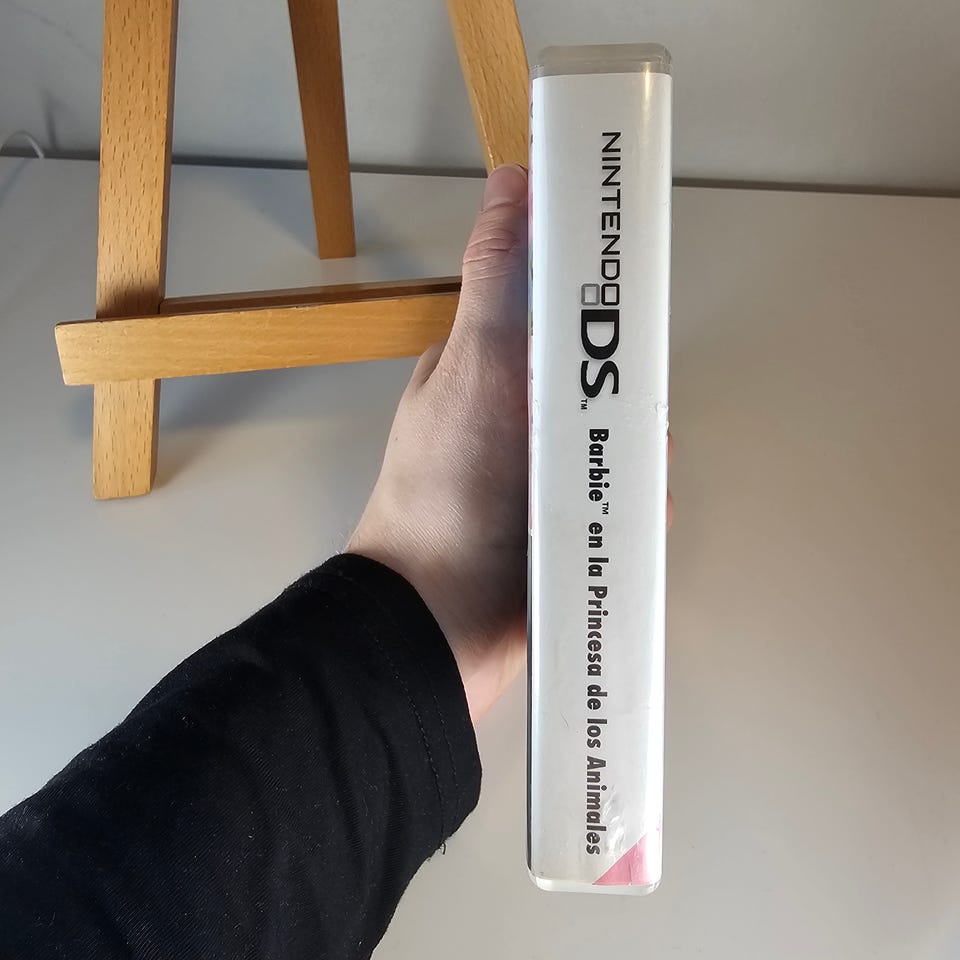 NINTENDO DS™
Barbie™ en la Princesa de los Animales